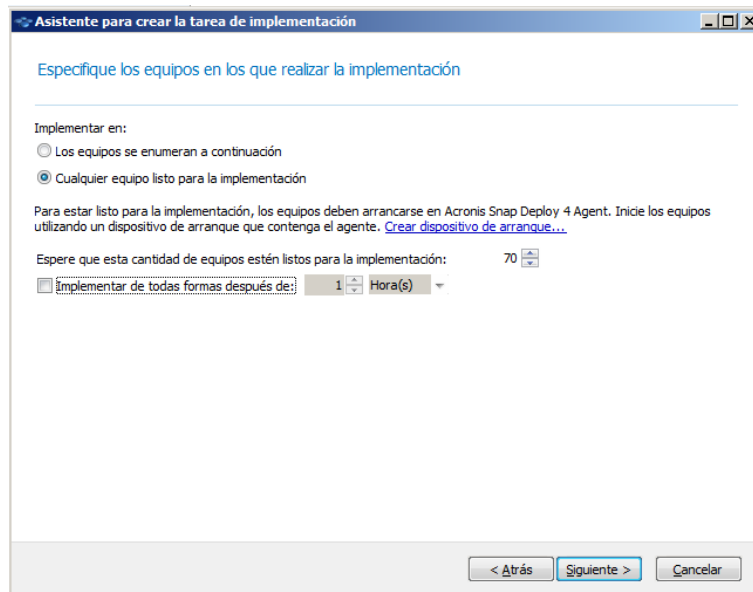 Asistente para crear la tarea de implementación
Especifique los equipos en los que realizar la implementación
Implementar en:
Los equipos se enumeran a continuación
Cualquier equipo listo para la implementación
Para estar listo para la implementación, los equipos deben arrancarse en Acronis Snap Deploy 4 Agent. Inicie los equipos
utilizando un dispositivo de arranque que contenga el agente. Crear dispositivo de arranque...
Espere que esta cantidad de equipos estén listos para la implementación: 70
Implementar de todas formas después de: 1 Hora(s)
< Atrás Siguiente > Cancelar